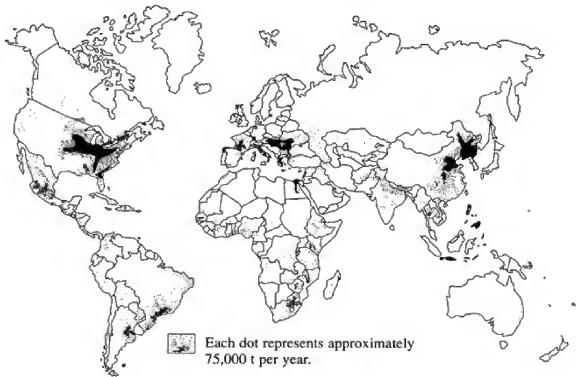 Each dot represents approximately
75,000 t per year.